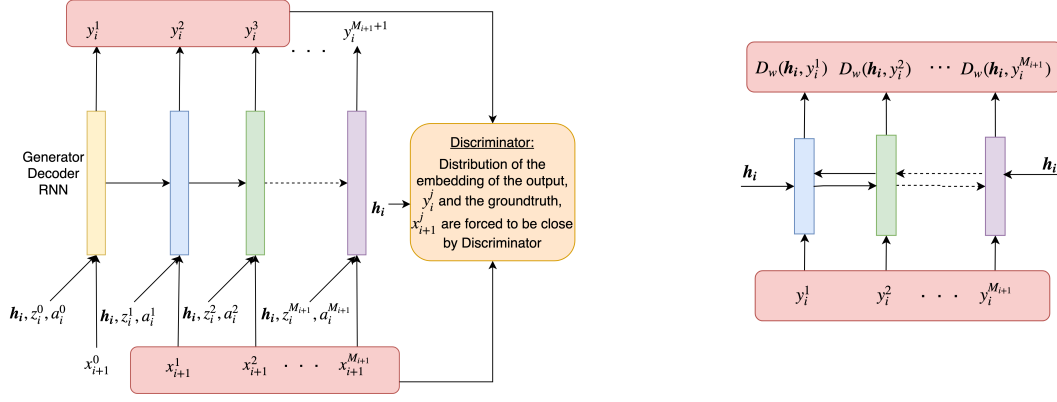 y_i^1 y_i^2 y_i^3 · · · y_i^{M_{i+1}+1}
Generator
Decoder
RNN
Discriminator:
Distribution of the
embedding of the output,
y_i^j and the groundtruth,
x_{i+1}^j are forced to be close
by Discriminator
h_i
h_i, z_i^0, a_i^0 h_i, z_i^1, a_i^1 h_i, z_i^2, a_i^2 h_i, z_i^{M_{i+1}}, a_i^{M_{i+1}}
x_{i+1}^0 x_{i+1}^1 x_{i+1}^2 · · · x_{i+1}^{M_{i+1}}
D_w(h_i, y_i^1) D_w(h_i, y_i^2) · · · D_w(h_i, y_i^{M_{i+1}})
h_i h_i
y_i^1 y_i^2 · · · y_i^{M_{i+1}}